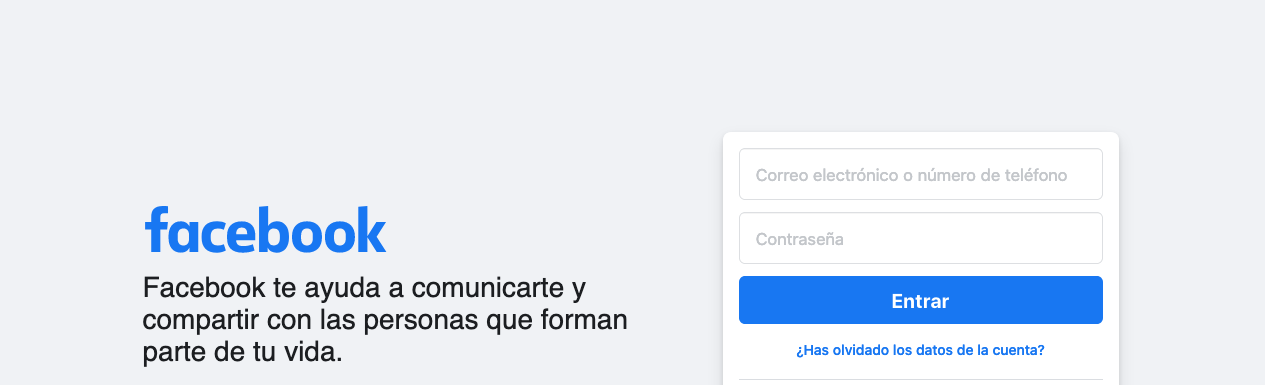 facebook
Facebook te ayuda a comunicarte y
compartir con las personas que forman
parte de tu vida.
Correo electrónico o número de teléfono
Contraseña
Entrar
¿Has olvidado los datos de la cuenta?